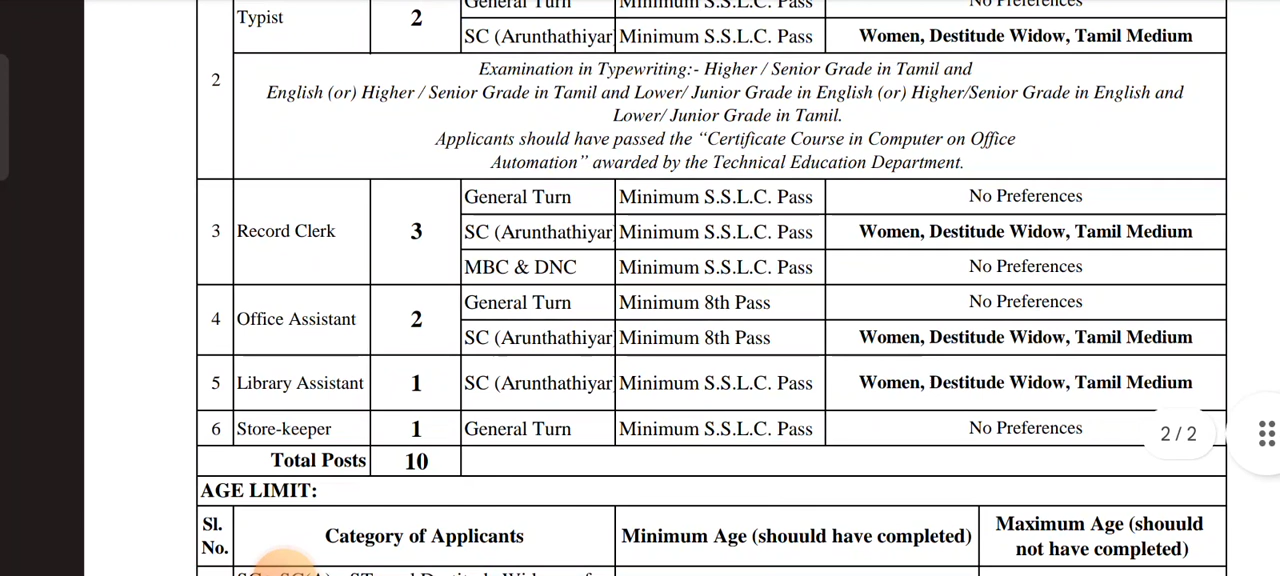 General Turn Minimum S.S.L.C. Pass No Preferences
Typist 2
SC (Arunthathiyar Minimum S.S.L.C. Pass Women, Destitude Widow, Tamil Medium
2
Examination in Typewriting:- Higher / Senior Grade in Tamil and
English (or) Higher / Senior Grade in Tamil and Lower/ Junior Grade in English (or) Higher/Senior Grade in English and
Lower/ Junior Grade in Tamil.
Applicants should have passed the “Certificate Course in Computer on Office
Automation” awarded by the Technical Education Department.
General Turn Minimum S.S.L.C. Pass No Preferences
3 Record Clerk 3 SC (Arunthathiyar Minimum S.S.L.C. Pass Women, Destitude Widow, Tamil Medium
MBC & DNC Minimum S.S.L.C. Pass No Preferences
General Turn Minimum 8th Pass No Preferences
4 Office Assistant 2
SC (Arunthathiyar Minimum 8th Pass Women, Destitude Widow, Tamil Medium
5 Library Assistant 1 SC (Arunthathiyar Minimum S.S.L.C. Pass Women, Destitude Widow, Tamil Medium
6 Store-keeper 1 General Turn Minimum S.S.L.C. Pass No Preferences
2 / 2
Total Posts 10
AGE LIMIT:
Sl.
No.
Category of Applicants
Minimum Age (shouuld have completed)
Maximum Age (shouuld
not have completed)